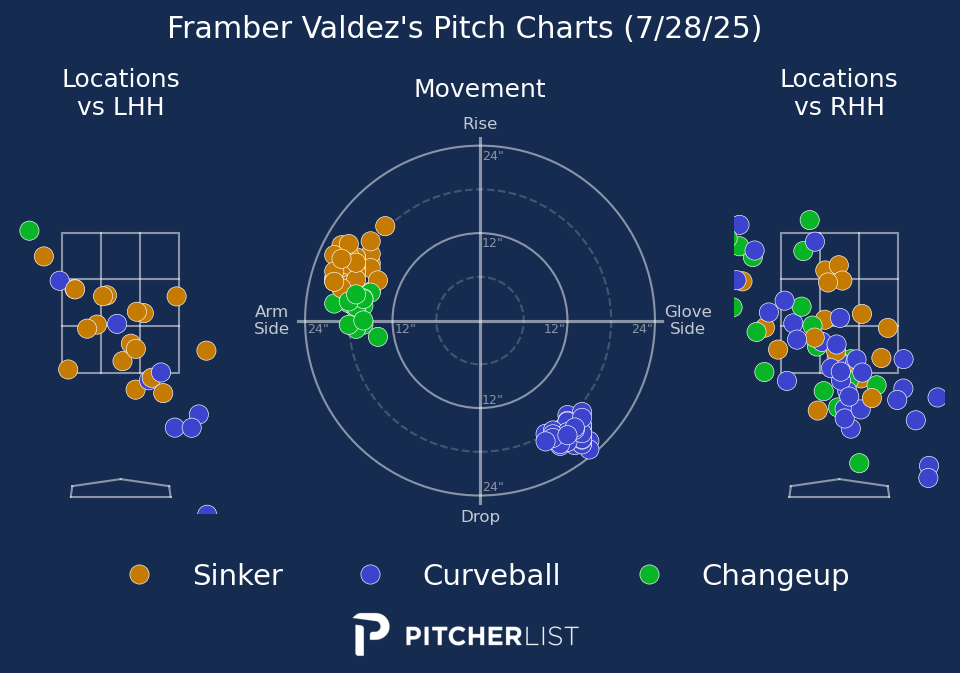 Framber Valdez's Pitch Charts (7/28/25)
Locations
vs LHH
Movement
Locations
vs RHH
Rise
24"
12"
Arm
Side
24"
12"
12"
24"
Glove
Side
12"
24"
Drop
Sinker
Curveball
Changeup
PITCHERLIST